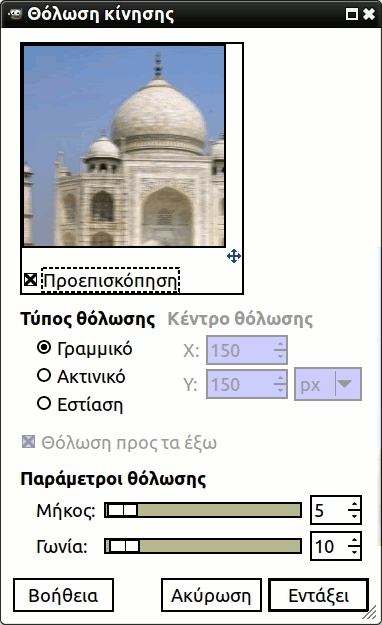 Θόλωση κίνησης
Προεπισκόπηση
Τύπος θόλωσης Κέντρο θόλωσης
Γραμμικό X: 150
Ακτινικό Y: 150 px
Εστίαση
Θόλωση προς τα έξω
Παράμετροι θόλωσης
Μήκος: 5
Γωνία: 10
Βοήθεια Ακύρωση Εντάξει